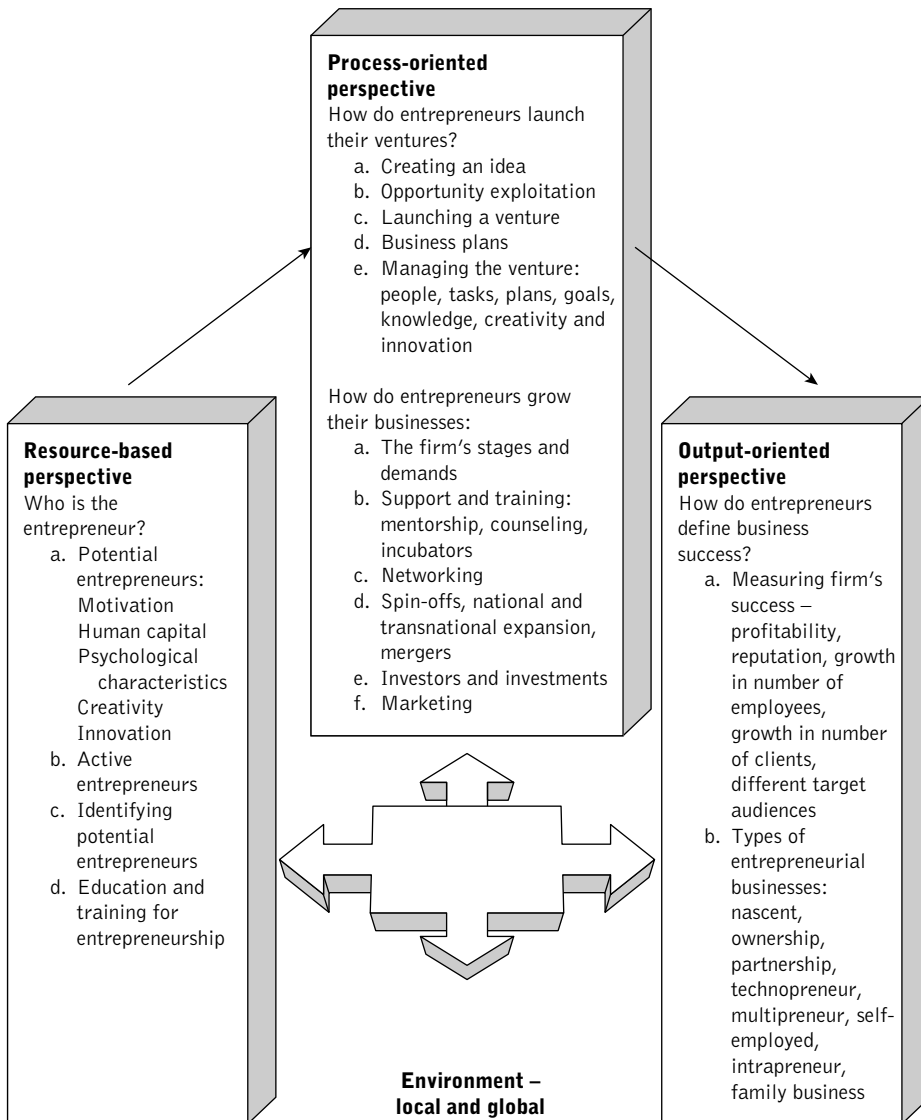 Process-oriented
perspective
How do entrepreneurs launch
their ventures?
a. Creating an idea
b. Opportunity exploitation
c. Launching a venture
d. Business plans
e. Managing the venture:
people, tasks, plans, goals,
knowledge, creativity and
innovation
How do entrepreneurs grow
their businesses:
a. The firm's stages and
demands
b. Support and training:
mentorship, counseling,
incubators
c. Networking
d. Spin-offs, national and
transnational expansion,
mergers
e. Investors and investments
f. Marketing
Resource-based
perspective
Who is the
entrepreneur?
a. Potential
entrepreneurs:
Motivation
Human capital
Psychological
characteristics
Creativity
Innovation
b. Active
entrepreneurs
c. Identifying
potential
entrepreneurs
d. Education and
training for
entrepreneurship
Output-oriented
perspective
How do entrepreneurs
define business
success?
a. Measuring firm's
success –
profitability,
reputation, growth
in number of
employees,
growth in number
of clients,
different target
audiences
b. Types of
entrepreneurial
businesses:
nascent,
ownership,
partnership,
technopreneur,
multipreneur, self-
employed,
intrapreneur,
family business
Environment –
local and global